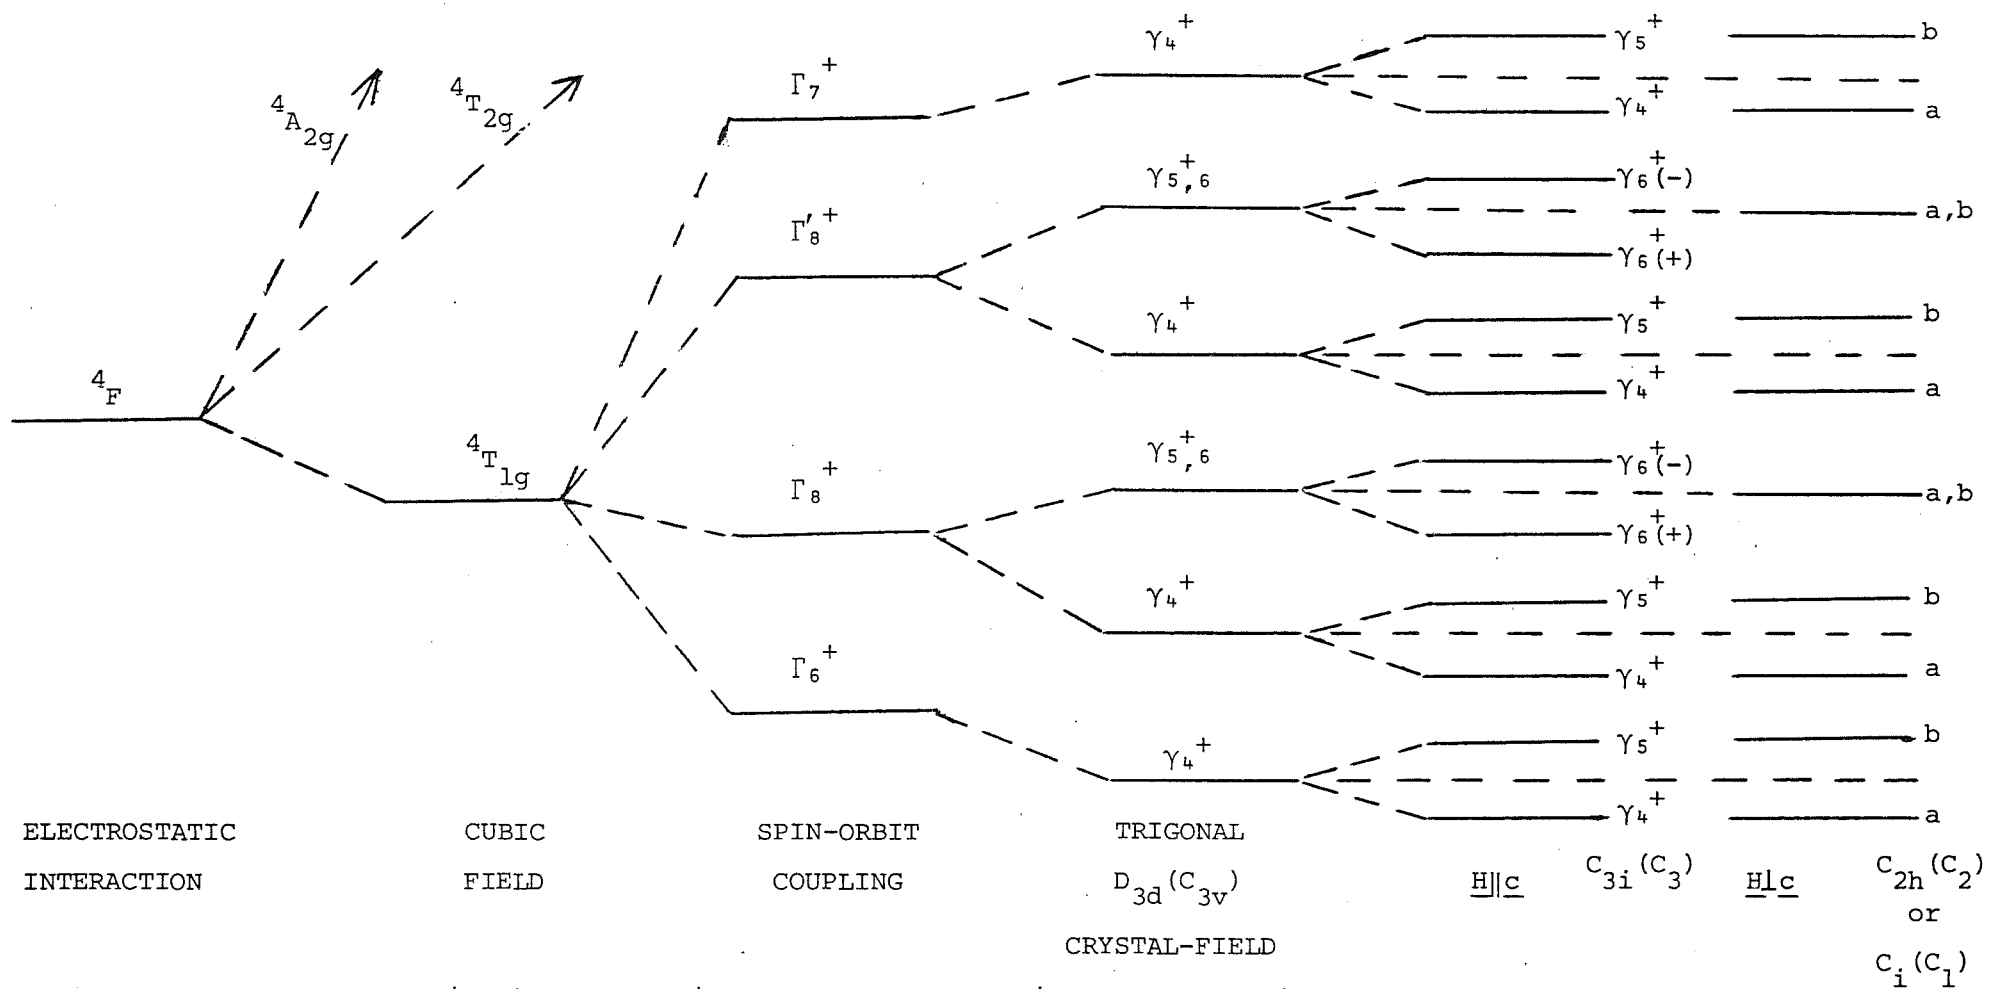 ⁴A₂g
⁴T₂g
⁴F
⁴T₁g
Γ₇⁺
Γ₈′⁺
Γ₈⁺
Γ₆⁺
γ₄⁺
γ₅,₆⁺
γ₄⁺
γ₅,₆⁺
γ₄⁺
γ₄⁺
γ₅⁺ b
γ₄⁺ a
γ₆⁺(-)
a,b
γ₆⁺(+)
γ₅⁺ b
γ₄⁺ a
γ₆⁺(-)
a,b
γ₆⁺(+)
γ₅⁺ b
γ₄⁺ a
γ₅⁺ b
γ₄⁺ a
ELECTROSTATIC
INTERACTION
CUBIC
FIELD
SPIN-ORBIT
COUPLING
TRIGONAL
D₃d(C₃v)
CRYSTAL-FIELD
H||c
C₃i(C₃)
H⊥c
C₂h(C₂)
or
Ci(C₁)